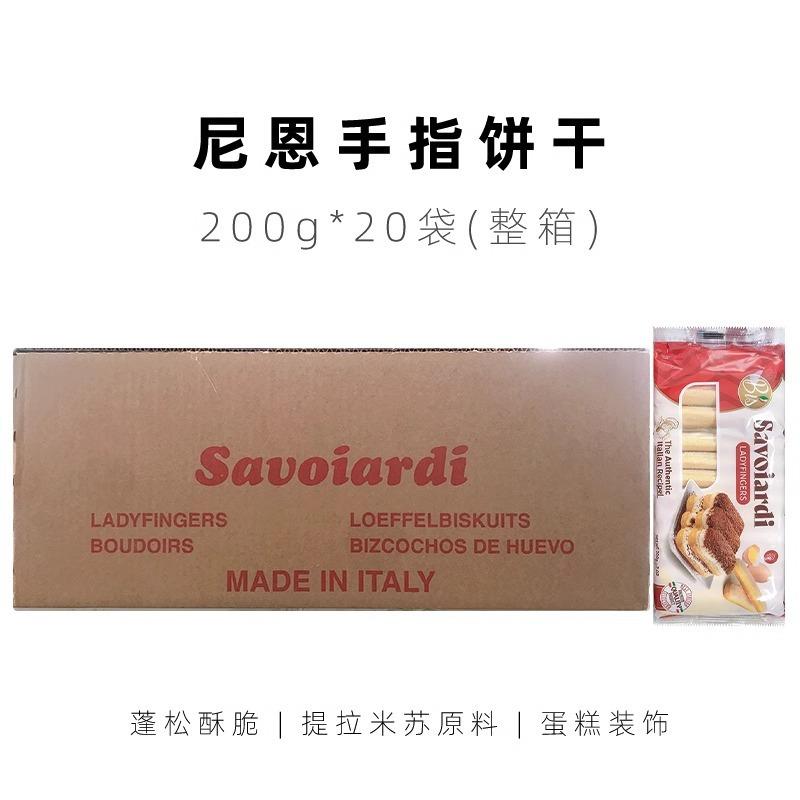 尼恩手指饼干
200g*20袋(整箱)
Savoiardi
LADYFINGERS
BOUDOIRS
LOEFFELBISKUITS
BIZCOCHOS DE HUEVO
MADE IN ITALY
Bis
Savoiardi
LADYFINGERS
The Authentic
Italian Recipe!
蓬松酥脆 | 提拉米苏原料 | 蛋糕装饰